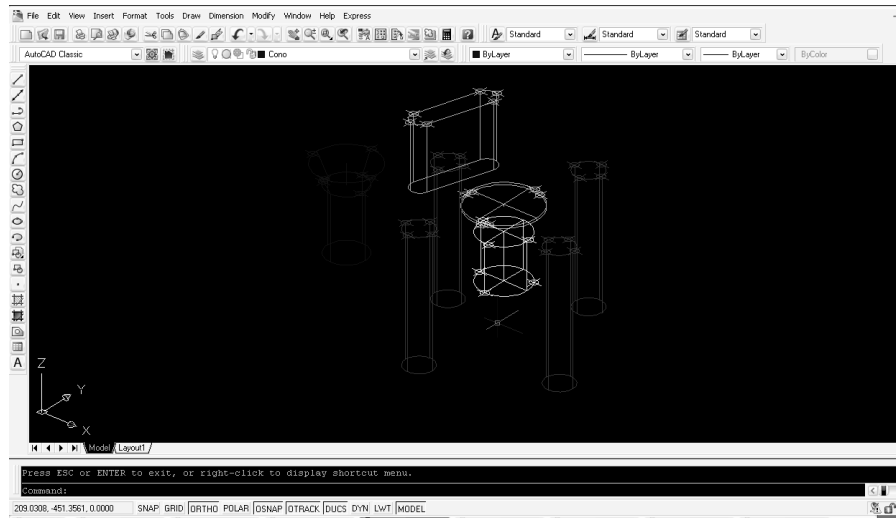 File Edit View Insert Format Tools Draw Dimension Modify Window Help Express
Standard Standard Standard
AutoCAD Classic Cono ByLayer ByLayer ByLayer ByColor
A
Z
Y
X
Model Layout1
Press ESC or ENTER to exit, or right-click to display shortcut menu.
Command:
209.0308, -451.3561, 0.0000 SNAP GRID ORTHO POLAR OSNAP OTRACK DUCS DYN LWT MODEL